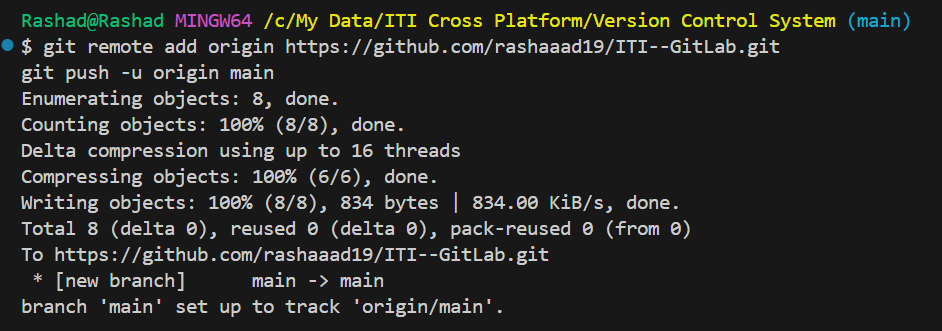 Rashad@Rashad MINGW64 /c/My Data/ITI Cross Platform/Version Control System (main)
$ git remote add origin https://github.com/rashaaad19/ITI--GitLab.git
git push -u origin main
Enumerating objects: 8, done.
Counting objects: 100% (8/8), done.
Delta compression using up to 16 threads
Compressing objects: 100% (6/6), done.
Writing objects: 100% (8/8), 834 bytes | 834.00 KiB/s, done.
Total 8 (delta 0), reused 0 (delta 0), pack-reused 0 (from 0)
To https://github.com/rashaaad19/ITI--GitLab.git
 * [new branch]      main -> main
branch 'main' set up to track 'origin/main'.